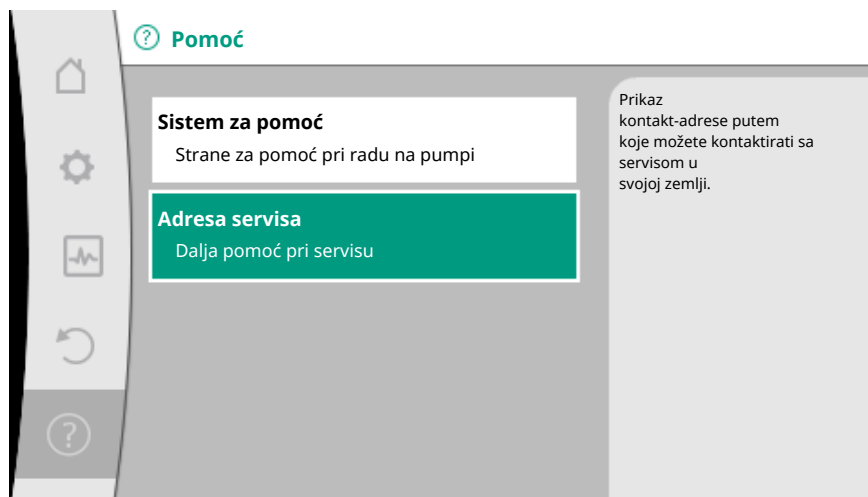 Pomoć
Sistem za pomoć
Strane za pomoć pri radu na pumpi
Adresa servisa
Dalja pomoć pri servisu
Prikaz
kontakt-adrese putem
koje možete kontaktirati sa
servisom u
svojoj zemlji.